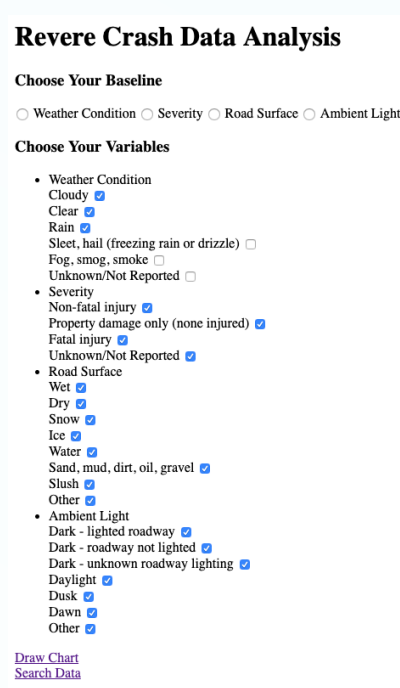 Revere Crash Data Analysis
Choose Your Baseline
Weather Condition Severity Road Surface Ambient Light
Choose Your Variables
Weather Condition
Cloudy
Clear
Rain
Sleet, hail (freezing rain or drizzle)
Fog, smog, smoke
Unknown/Not Reported
Severity
Non-fatal injury
Property damage only (none injured)
Fatal injury
Unknown/Not Reported
Road Surface
Wet
Dry
Snow
Ice
Water
Sand, mud, dirt, oil, gravel
Slush
Other
Ambient Light
Dark - lighted roadway
Dark - roadway not lighted
Dark - unknown roadway lighting
Daylight
Dusk
Dawn
Other
Draw Chart
Search Data